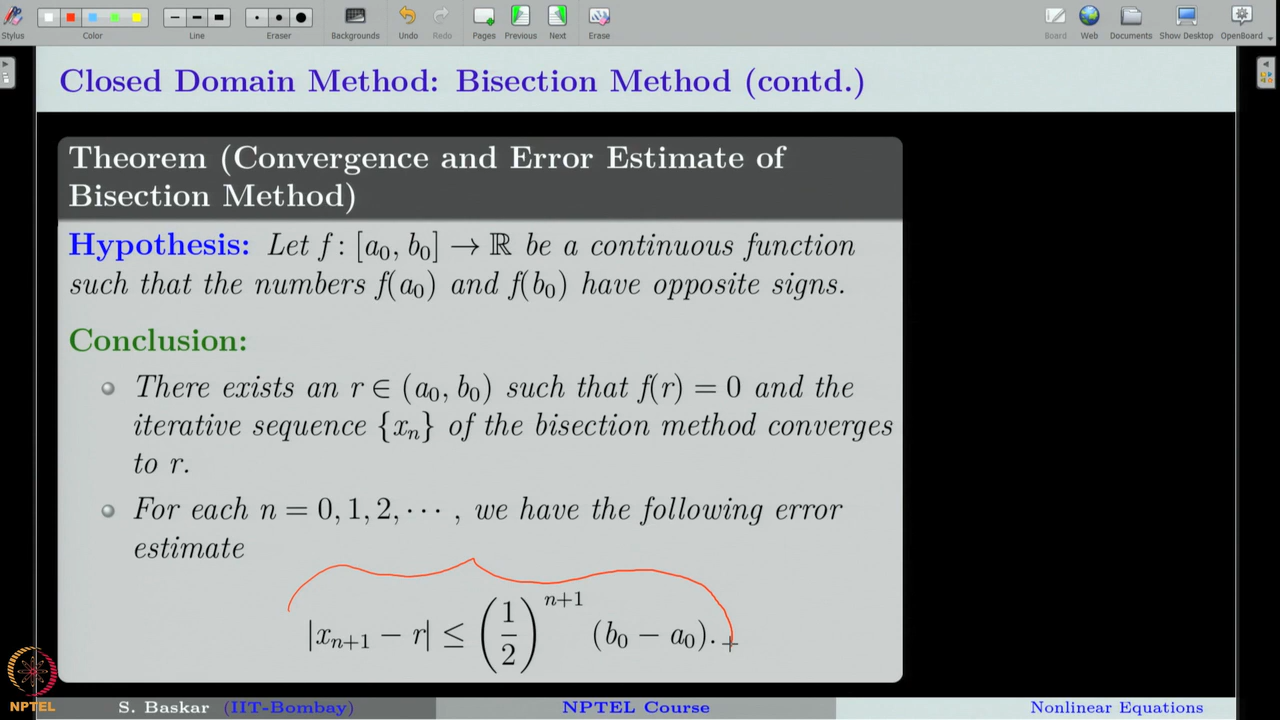 Stylus Color Line Eraser Backgrounds Undo Redo Pages Previous Next Erase Board Web Documents Show Desktop OpenBoard
Closed Domain Method: Bisection Method (contd.)
Theorem (Convergence and Error Estimate of
Bisection Method)
Hypothesis: Let f : [a₀, b₀] → ℝ be a continuous function
such that the numbers f(a₀) and f(b₀) have opposite signs.
Conclusion:
There exists an r ∈ (a₀, b₀) such that f(r) = 0 and the
iterative sequence {xₙ} of the bisection method converges
to r.
For each n = 0, 1, 2, ⋯ , we have the following error
estimate
|xₙ₊₁ − r| ≤ (1/2)ⁿ⁺¹ (b₀ − a₀).
NPTEL S. Baskar (IIT-Bombay) NPTEL Course Nonlinear Equations